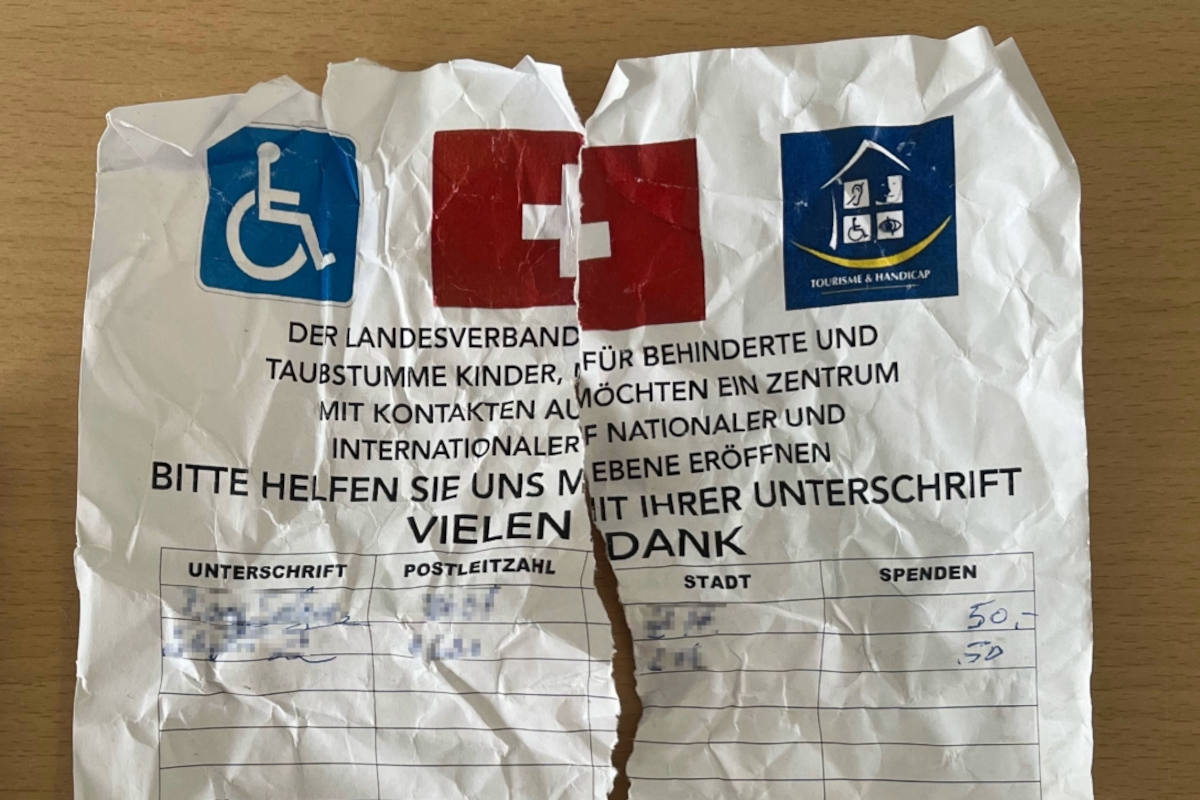 TOURISME & HANDICAP
DER LANDESVERBAND FÜR BEHINDERTE UND
TAUBSTUMME KINDER, MÖCHTEN EIN ZENTRUM
MIT KONTAKTEN AUF NATIONALER UND
INTERNATIONALER EBENE ERÖFFNEN
BITTE HELFEN SIE UNS MIT IHRER UNTERSCHRIFT
VIELEN DANK
UNTERSCHRIFT POSTLEITZAHL STADT SPENDEN
50,-
50